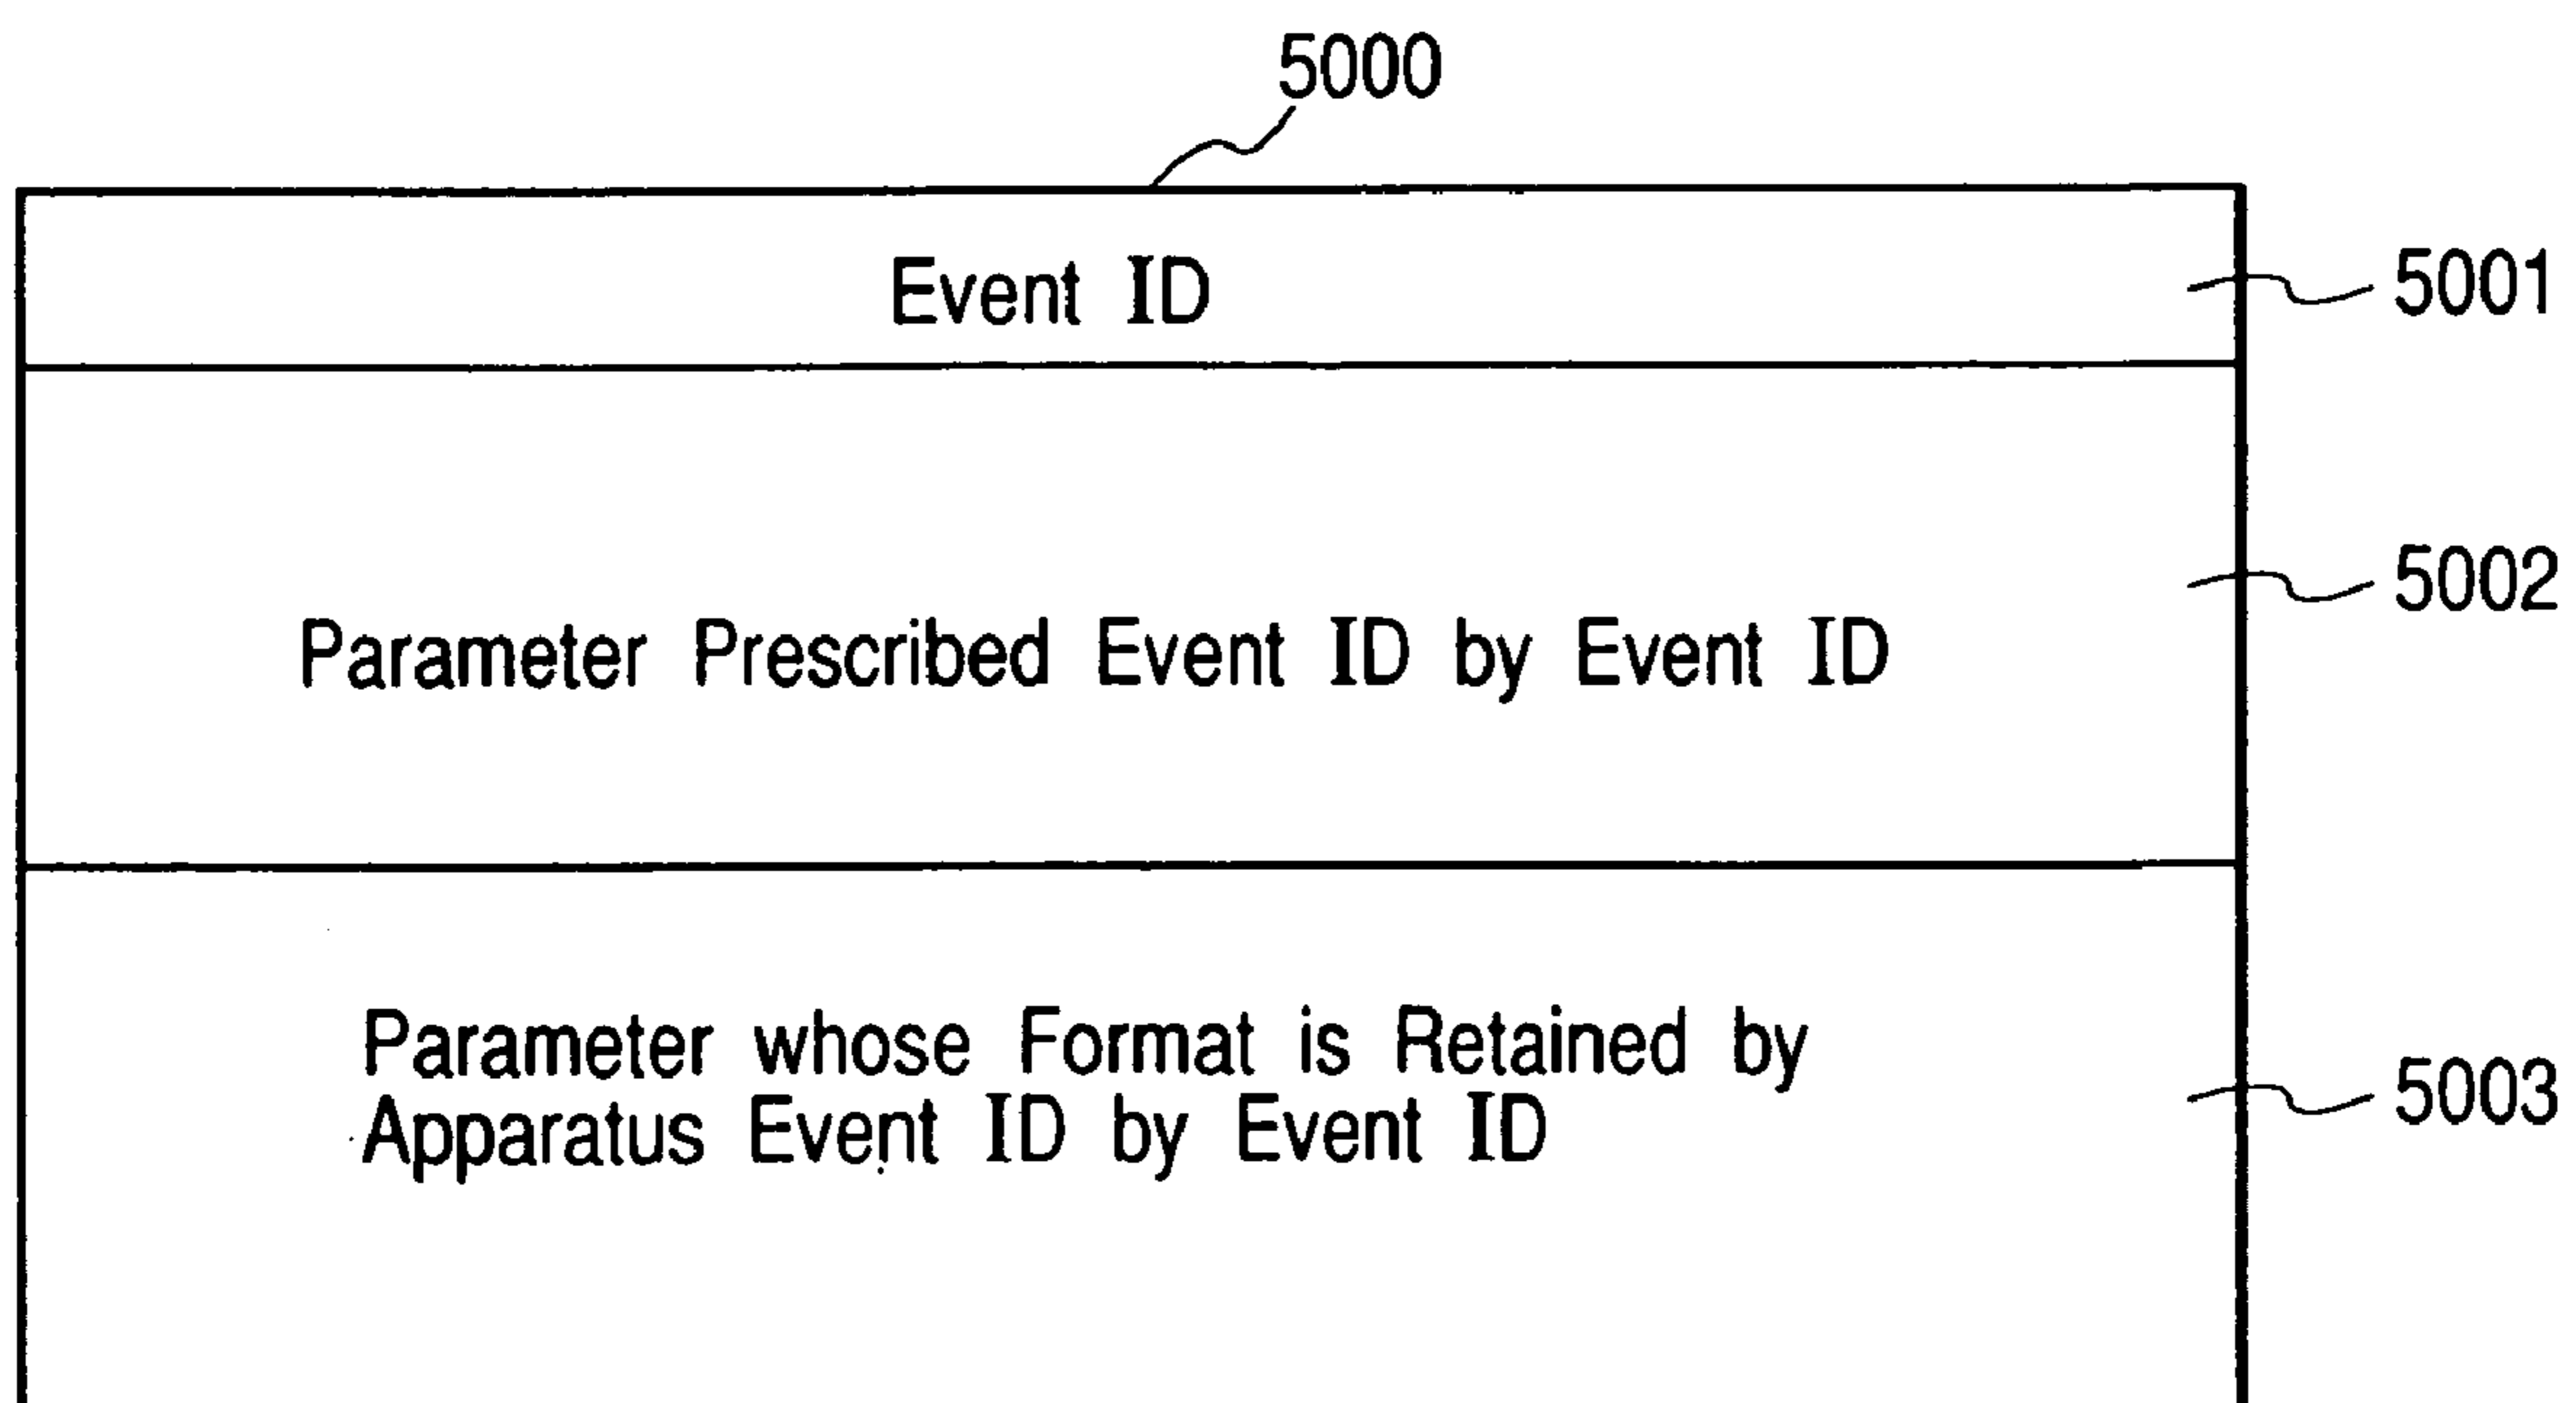 5000
Event ID
5001
5002
Parameter Prescribed Event ID by Event ID
Parameter whose Format is Retained by
Apparatus Event ID by Event ID
5003